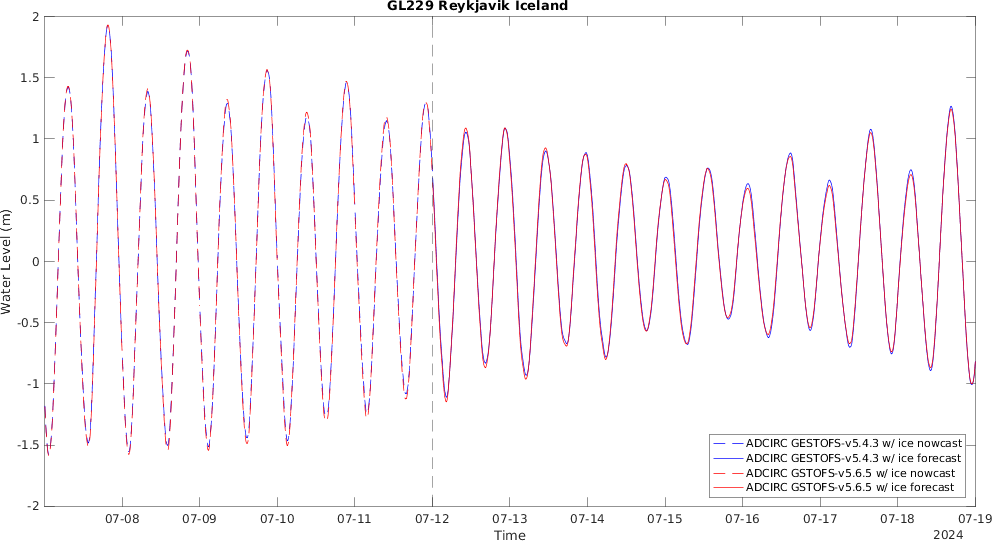 GL229 Reykjavik Iceland
2
1.5
1
0.5
0
-0.5
-1
-1.5
-2
Water Level (m)
ADCIRC GESTOFS-v5.4.3 w/ ice nowcast
ADCIRC GESTOFS-v5.4.3 w/ ice forecast
ADCIRC GSTOFS-v5.6.5 w/ ice nowcast
ADCIRC GSTOFS-v5.6.5 w/ ice forecast
07-08 07-09 07-10 07-11 07-12 07-13 07-14 07-15 07-16 07-17 07-18 07-19
Time
2024